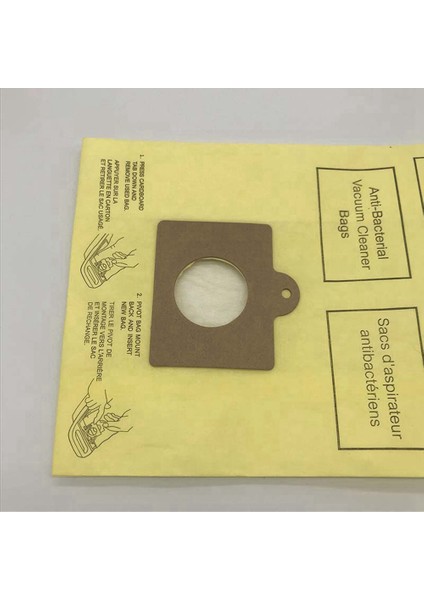 1. PRESS CARDBOARD
TAB DOWN AND
REMOVE USED BAG.
APPUYER SUR LA
LANGUETTE EN CARTON
ET RETIRER LE SAC USAGÉ.
2. PIVOT BAG MOUNT
BACK AND INSERT
NEW BAG.
TIRER LE PIVOT DE
MONTAGE VERS L'ARRIÈRE
ET INSÉRER LE SAC
DE RECHANGE.
Anti-Bacterial
Vacuum Cleaner
Bags
Sacs d'aspirateur
antibactériens